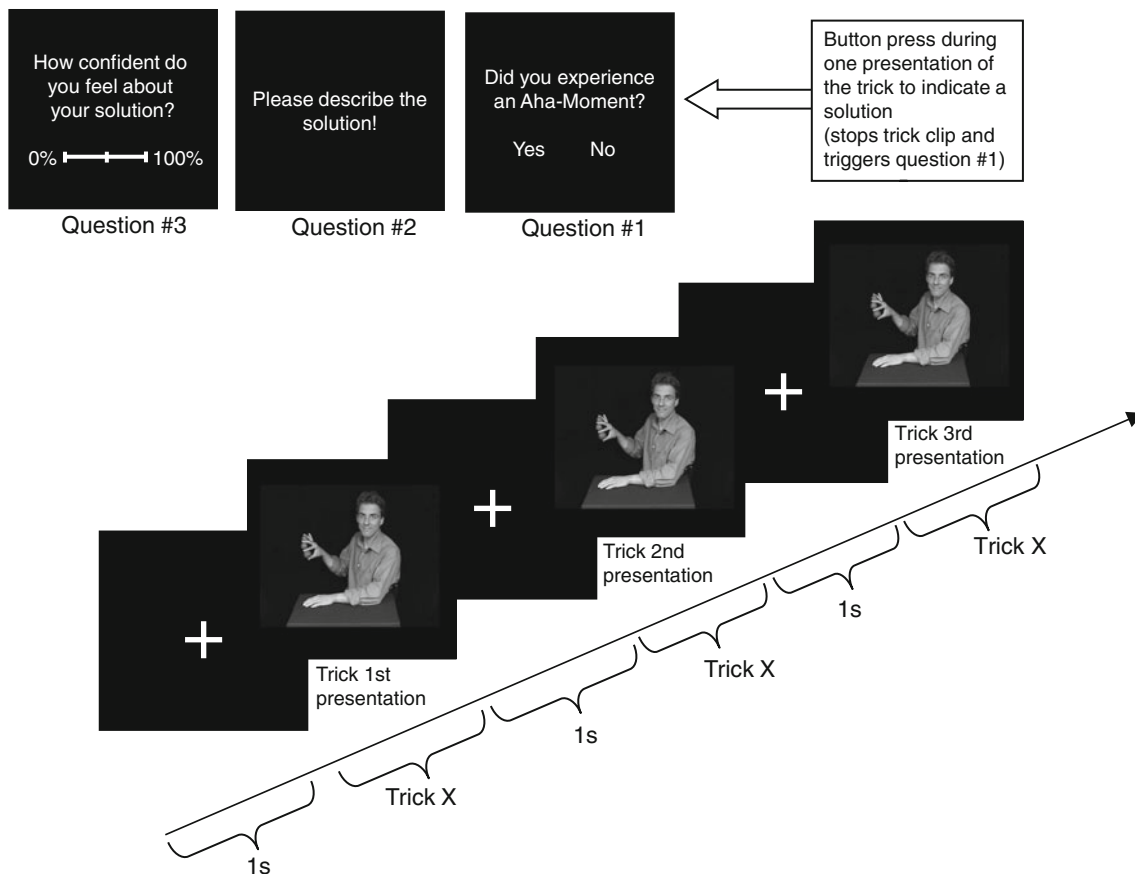 How confident do
you feel about
your solution?
0% 100%
Question #3
Please describe the
solution!
Question #2
Did you experience
an Aha-Moment?
Yes No
Question #1
Button press during
one presentation of
the trick to indicate a
solution
(stops trick clip and
triggers question #1)
Trick 1st
presentation
Trick 2nd
presentation
Trick 3rd
presentation
1s
Trick X
1s
Trick X
1s
Trick X